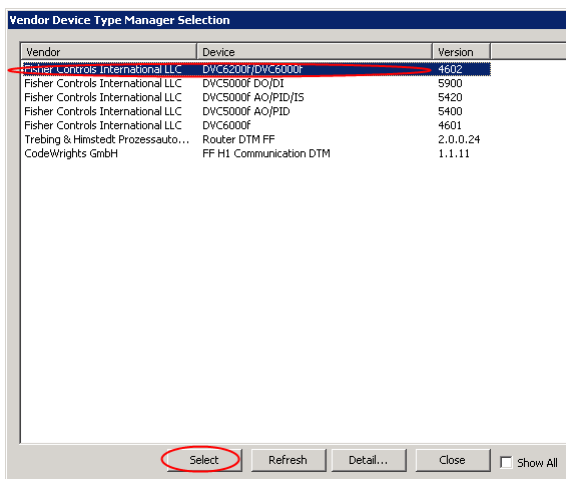 Vendor Device Type Manager Selection
Vendor Device Version
Fisher Controls International LLC DVC6200f/DVC6000f 4602
Fisher Controls International LLC DVC5000f DO/DI 5900
Fisher Controls International LLC DVC5000f AO/PID/IS 5420
Fisher Controls International LLC DVC5000f AO/PID 5400
Fisher Controls International LLC DVC6000f 4601
Trebing & Himstedt Prozessauto... Router DTM FF 2.0.0.24
CodeWrights GmbH FF H1 Communication DTM 1.1.11
Select Refresh Detail... Close Show All